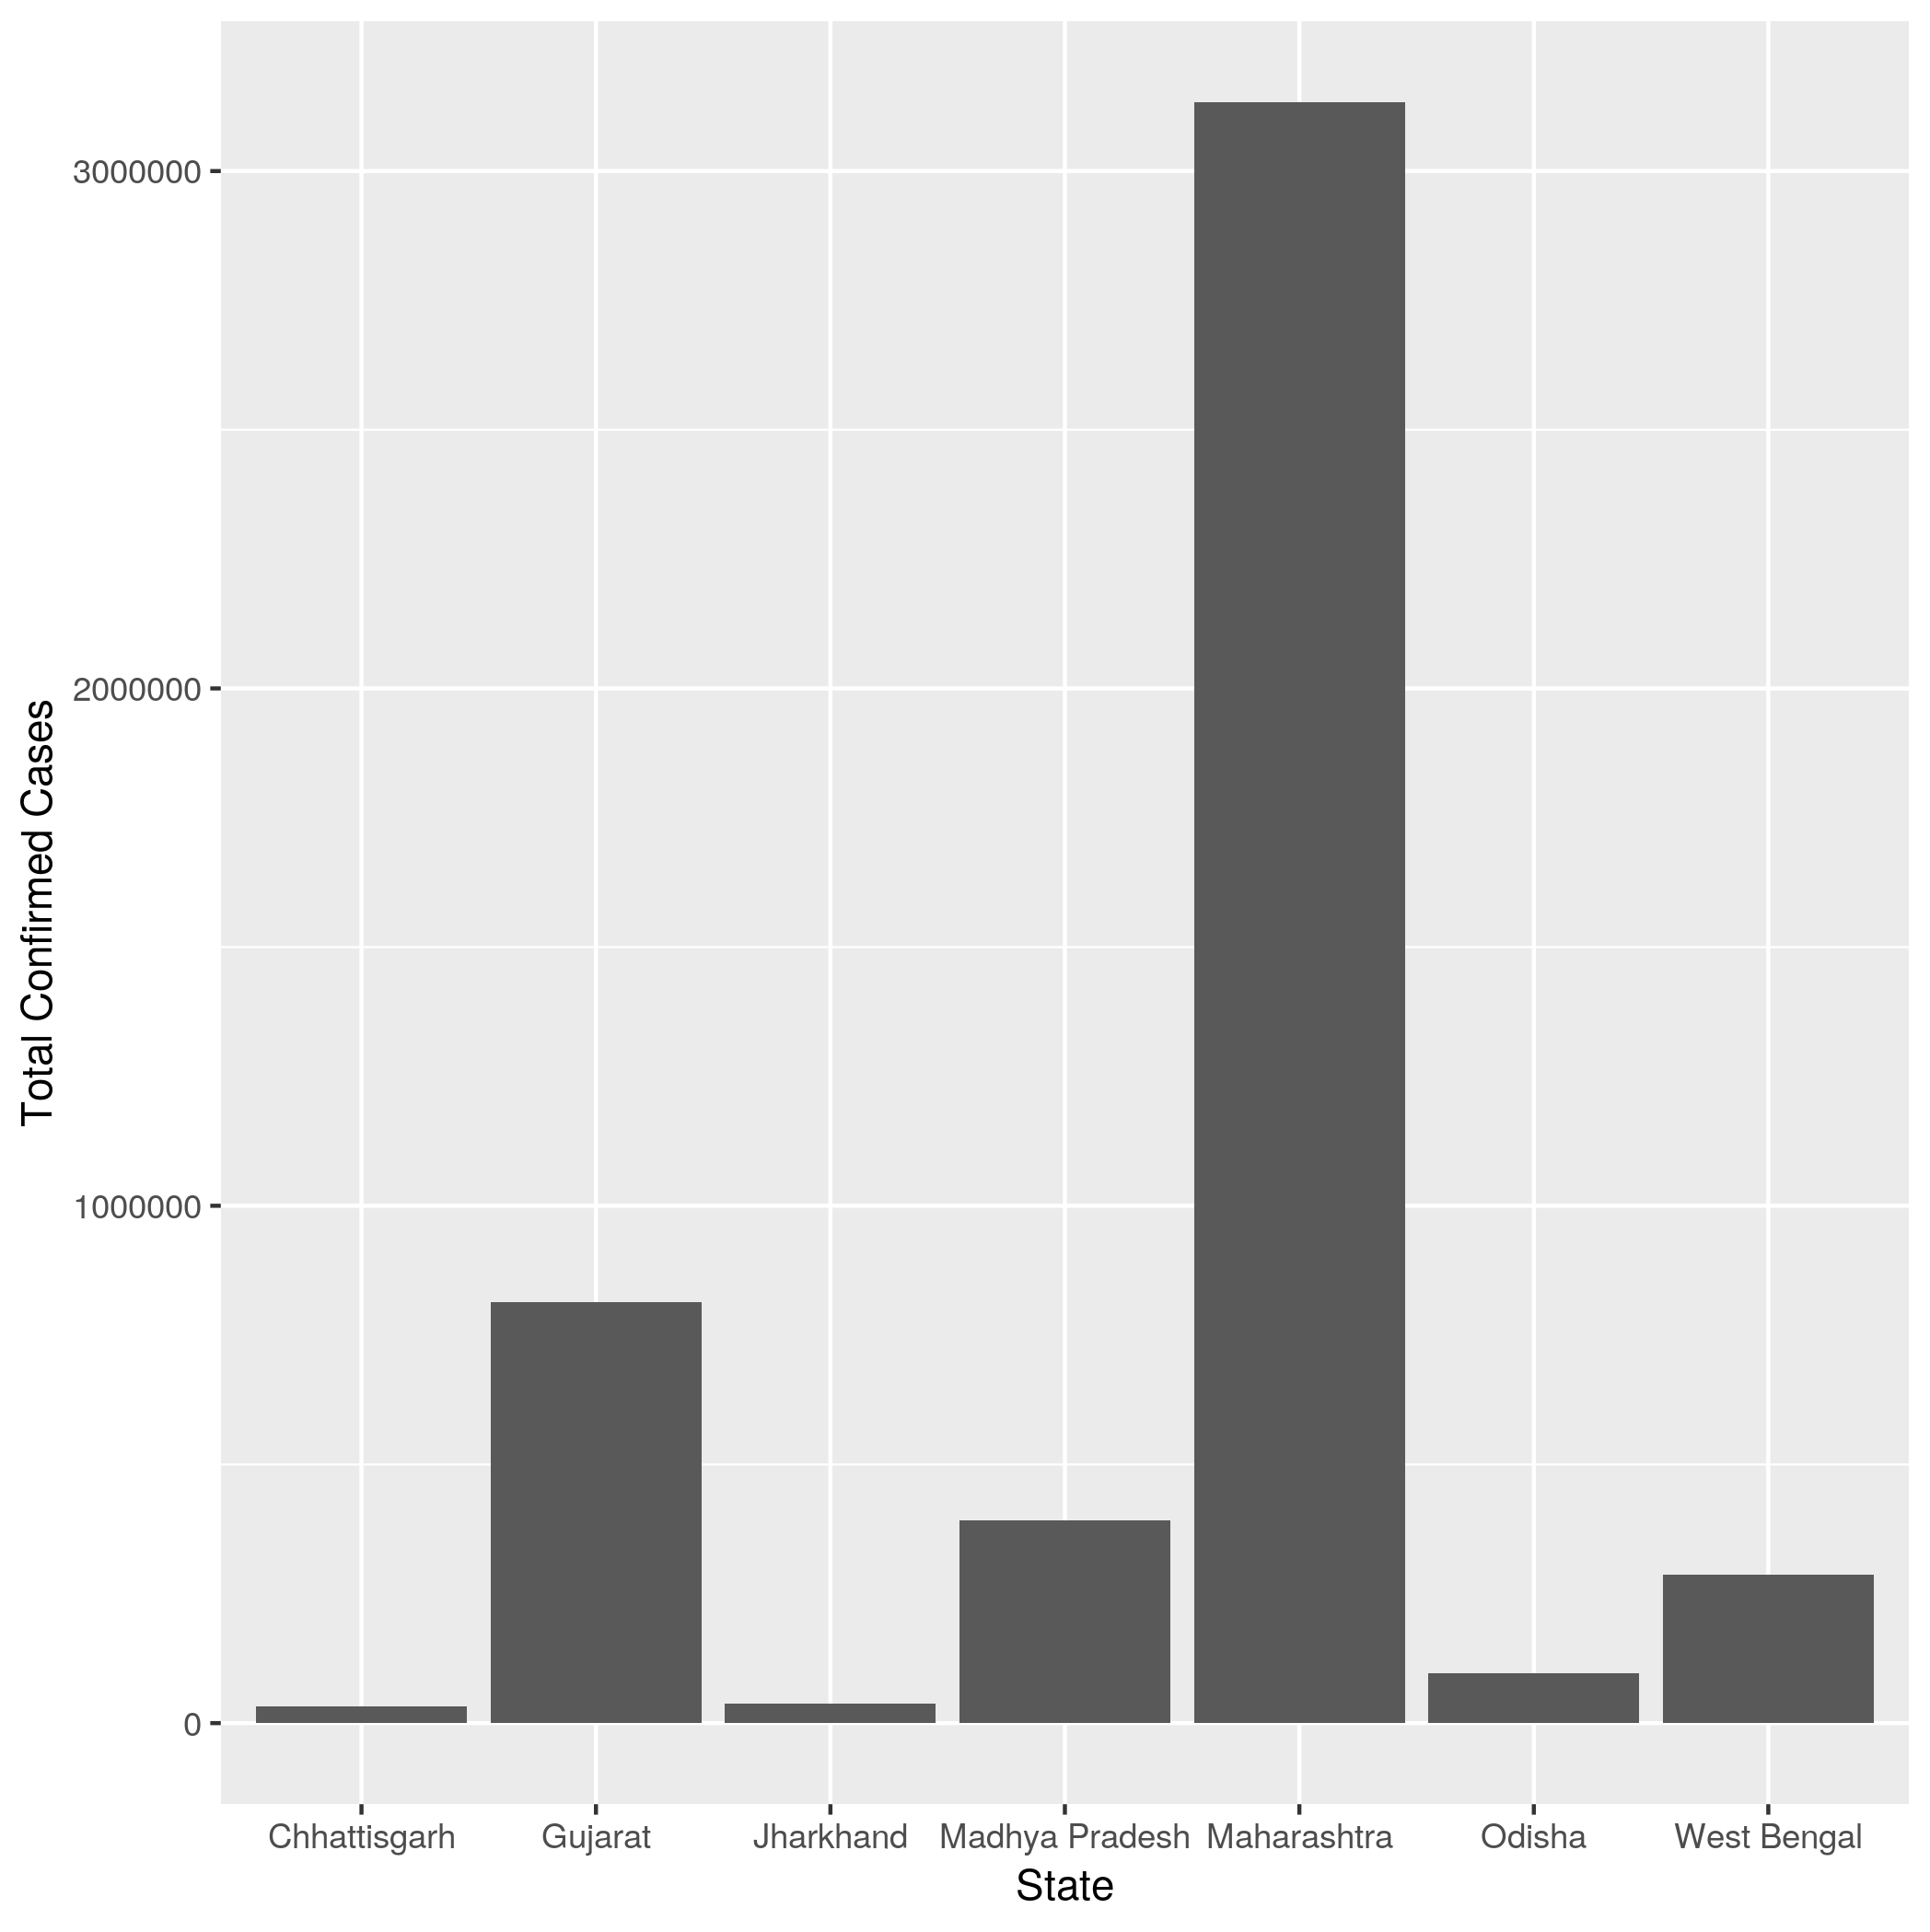 Total Confirmed Cases
3000000
2000000
1000000
0
Chhattisgarh Gujarat Jharkhand Madhya Pradesh Maharashtra Odisha West Bengal
State